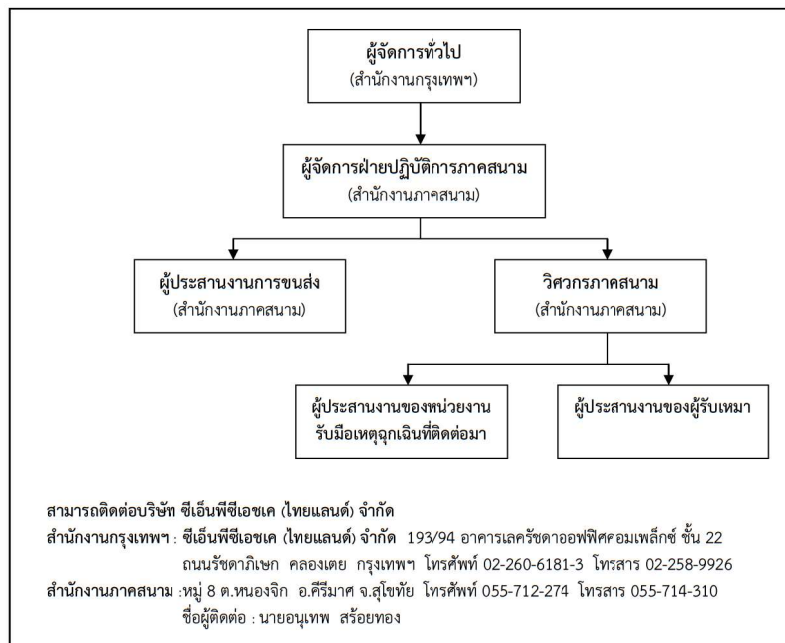 ผู้จัดการทั่วไป
(สำนักงานกรุงเทพฯ)
ผู้จัดการฝ่ายปฏิบัติการภาคสนาม
(สำนักงานภาคสนาม)
ผู้ประสานงานการขนส่ง
(สำนักงานภาคสนาม)
วิศวกรภาคสนาม
(สำนักงานภาคสนาม)
ผู้ประสานงานของหน่วยงาน
รับมือเหตุฉุกเฉินที่ติดต่อมา
ผู้ประสานงานของผู้รับเหมา
สามารถติดต่อบริษัท ซีเอ็นพีซีเอชเค (ไทยแลนด์) จำกัด
สำนักงานกรุงเทพฯ : ซีเอ็นพีซีเอชเค (ไทยแลนด์) จำกัด 193/94 อาคารเลครัชดาออฟฟิศคอมเพล็กซ์ ชั้น 22
ถนนรัชดาภิเษก คลองเตย กรุงเทพฯ โทรศัพท์ 02-260-6181-3 โทรสาร 02-258-9926
สำนักงานภาคสนาม :หมู่ 8 ต.หนองจิก อ.คีรีมาศ จ.สุโขทัย โทรศัพท์ 055-712-274 โทรสาร 055-714-310
ชื่อผู้ติดต่อ : นายอนุเทพ สร้อยทอง